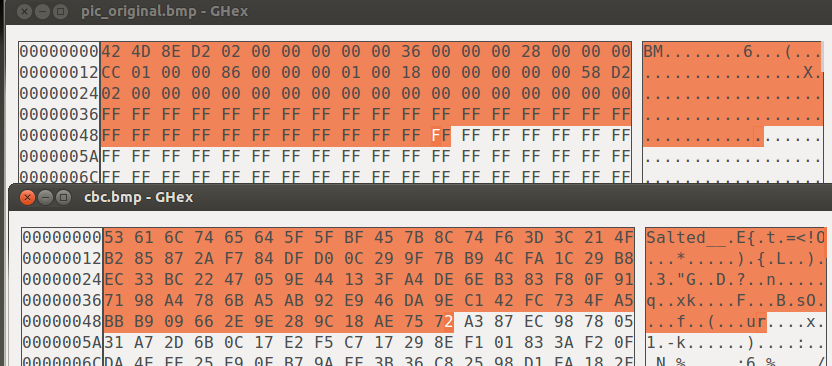 pic_original.bmp - GHex
00000000 42 4D 8E D2 02 00 00 00 00 00 36 00 00 00 28 00 00 00 BM........6...(...
00000012 CC 01 00 00 86 00 00 00 01 00 18 00 00 00 00 00 58 D2 ................X.
00000024 02 00 00 00 00 00 00 00 00 00 00 00 00 00 00 00 00 00 ..................
00000036 FF FF FF FF FF FF FF FF FF FF FF FF FF FF FF FF FF FF ..................
00000048 FF FF FF FF FF FF FF FF FF FF FF FF FF FF FF FF FF FF ..................
0000005A FF FF FF FF FF FF FF FF FF FF FF FF FF FF FF FF FF FF ..................
0000006C FF FF FF FF FF FF FF FF FF FF FF FF FF FF FF FF FF FF ..................
cbc.bmp - GHex
00000000 53 61 6C 74 65 64 5F 5F BF 45 7B 8C 74 F6 3D 3C 21 4F Salted__.E{.t.=<!O
00000012 B2 85 87 2A F7 84 DF D0 0C 29 9F 7B B9 4C FA 1C 29 B8 ...*.....).{.L..).
00000024 EC 33 BC 22 47 05 9E 44 13 3F A4 DE 6E B3 83 F8 0F 91 .3."G..D.?..n.....
00000036 71 98 A4 78 6B A5 AB 92 E9 46 DA 9E C1 42 FC 73 4F A5 q..xk....F...B.sO.
00000048 BB B9 09 66 2E 9E 28 9C 18 AE 75 72 A3 87 EC 98 78 05 ...f..(...ur....x.
0000005A 31 A7 2D 6B 0C 17 E2 F5 C7 17 29 8E F1 01 83 3A F2 0F 1.-k......)....:..
0000006C DA 4E EE 25 E9 0E B7 9A EE 3B 36 C8 25 98 D1 EA 18 2F .N.%.....;6.%..../